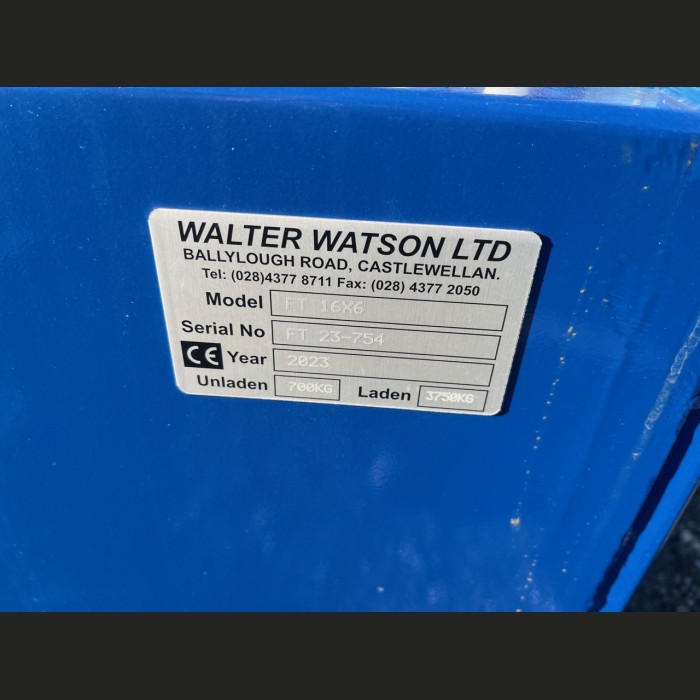 WALTER WATSON LTD
BALLYLOUGH ROAD, CASTLEWELLAN.
Tel: (028)4377 8711 Fax: (028) 4377 2050
Model FT 16X6
Serial No FT 23-754
CE Year 2023
Unladen 700KG Laden 3750KG